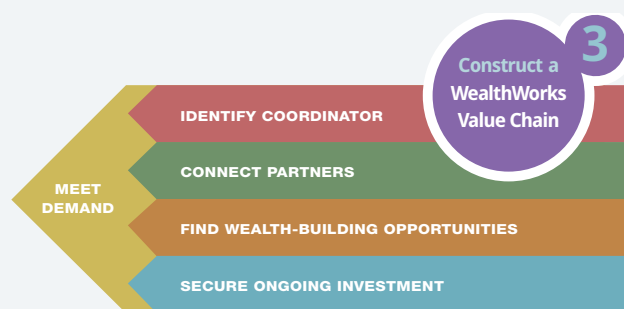 3
Construct a
WealthWorks
Value Chain
IDENTIFY COORDINATOR
CONNECT PARTNERS
MEET
DEMAND
FIND WEALTH-BUILDING OPPORTUNITIES
SECURE ONGOING INVESTMENT